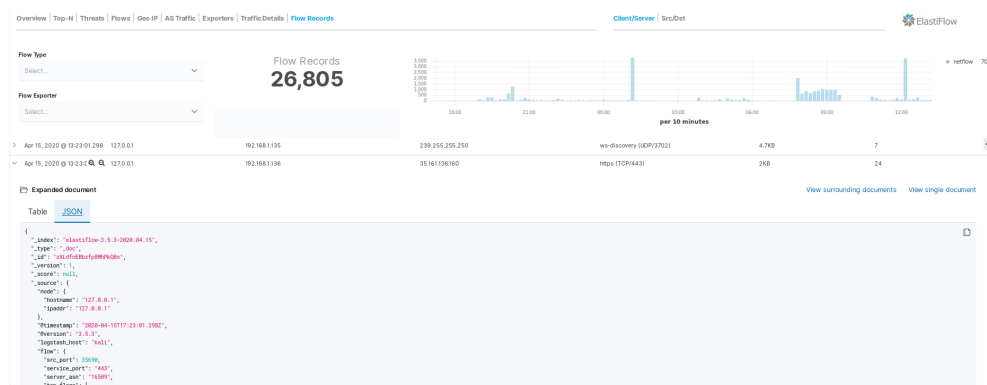 Overview | Top-N | Threats | Flows | Geo IP | AS Traffic | Exporters | Traffic Details | Flow Records
Client/Server | Src/Dst
ElastiFlow
Flow Type
Select...
Flow Exporter
Select...
Flow Records
26,805
3,500
3,000
2,500
2,000
1,500
1,000
500
0
18:00 21:00 00:00 03:00 06:00 09:00 12:00
per 10 minutes
netflow 70
Apr 15, 2020 @ 13:23:01.298 127.0.0.1 192.168.1.135 239.255.255.250 ws-discovery (UDP/3702) 4.7KB 7
Apr 15, 2020 @ 13:23:0 127.0.0.1 192.168.1.136 35.161.136.160 https (TCP/443) 2KB 24
Expanded document
View surrounding documents View single document
Table JSON
{
"_index": "elastiflow-3.5.3-2020.04.15",
"_type": "_doc",
"_version": 1,
"_score": null,
"_source": {
"node": {
"hostname": "127.0.0.1",
"ipaddr": "127.0.0.1"
},
"@timestamp": "2020-04-15T17:23:01.298Z",
"@version": "3.5.3",
"logstash_host": "kali",
"flow": {
"src_port": 35690,
"service_port": "443",
"server_asn": "16509",